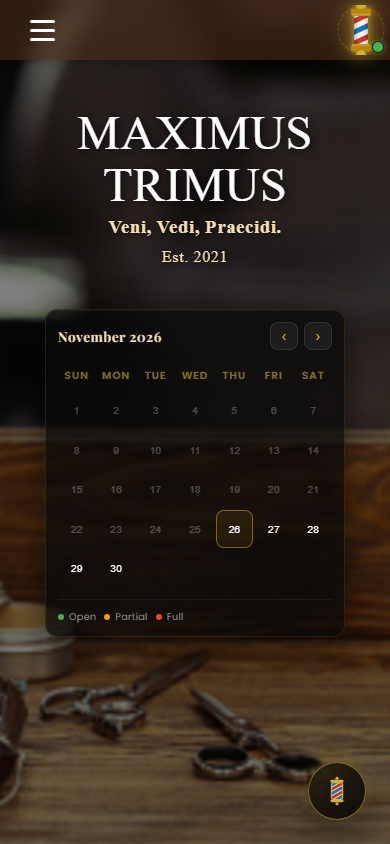 MAXIMUS
TRIMUS
Veni, Vedi, Praecidi.
Est. 2021
November 2026 ‹ ›
SUN MON TUE WED THU FRI SAT
1 2 3 4 5 6 7
8 9 10 11 12 13 14
15 16 17 18 19 20 21
22 23 24 25 26 27 28
29 30
Open Partial Full